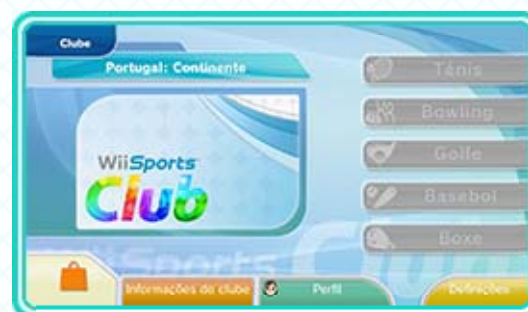 Clube
Portugal: Continente
Ténis
Bowling
Golfe
Basebol
Boxe
Wii Sports
Club
Informações do clube
Perfil
Definições